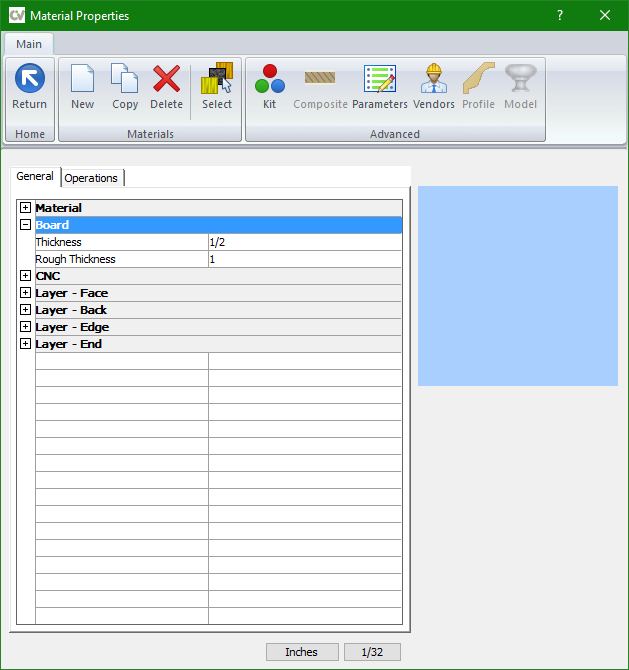 CV Material Properties ?
Main
Return New Copy Delete Select Kit Composite Parameters Vendors Profile Model
Home Materials Advanced
General Operations
Material
Board
Thickness 1/2
Rough Thickness 1
CNC
Layer - Face
Layer - Back
Layer - Edge
Layer - End
Inches 1/32